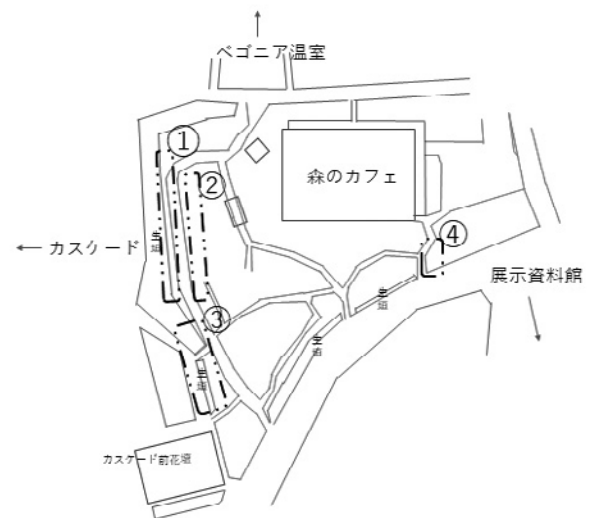 ベゴニア温室
①
森のカフェ
②
④
カスケード
展示資料館
③
カスケード前花壇